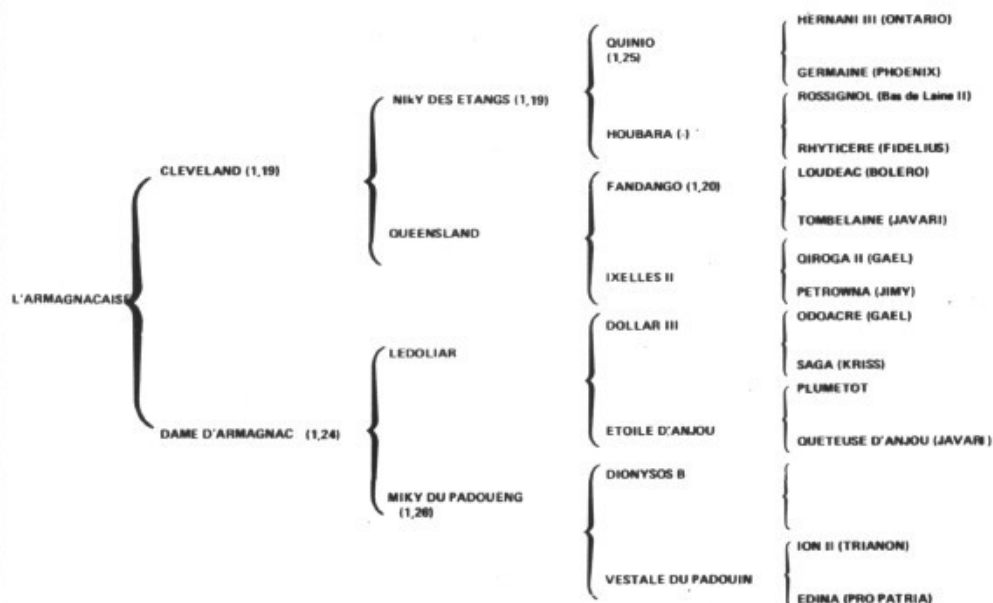 HERNANI III (ONTARIO)
QUINIO
(1,25)
GERMAINE (PHOENIX)
NIKY DES ETANGS (1,19)
ROSSIGNOL (Bas de Laine II)
HOUBARA (-)
RHYTICERE (FIDELIUS)
CLEVELAND (1,19)
LOUDEAC (BOLERO)
FANDANGO (1,20)
TOMBELAINE (JAVARI)
QUEENSLAND
QIROGA II (GAEL)
IXELLES II
PETROWNA (JIMY)
L'ARMAGNACAISE
ODOACRE (GAEL)
DOLLAR III
LEDOLIAR
SAGA (KRISS)
PLUMETOT
DAME D'ARMAGNAC (1,24)
ETOILE D'ANJOU
QUETEUSE D'ANJOU (JAVARI)
DIONYSOS B
MIKY DU PADOUENG
(1,26)
ION II (TRIANON)
VESTALE DU PADOUIN
EDINA (PRO PATRIA)